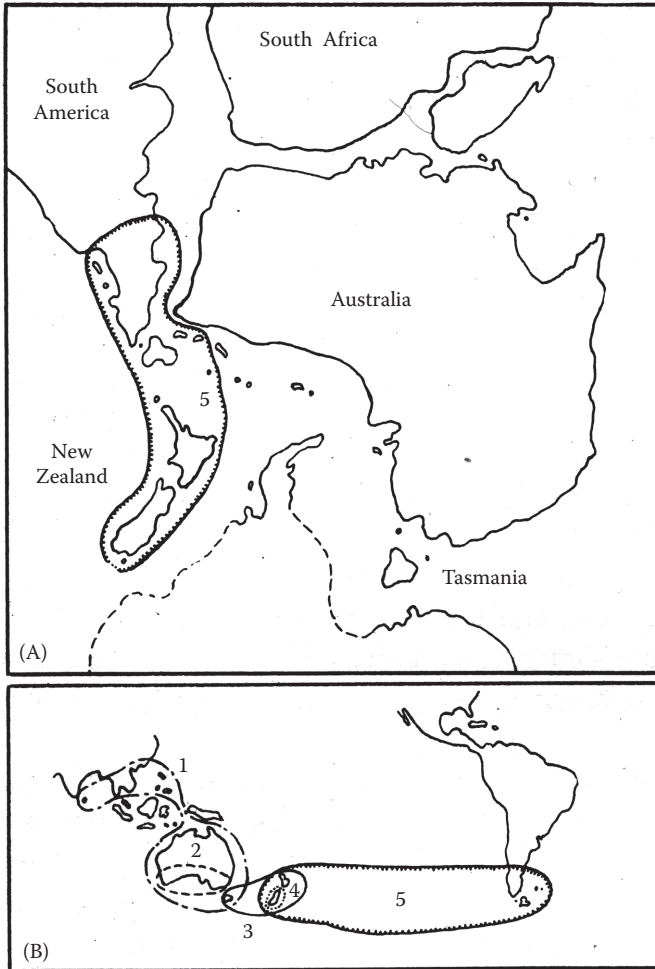 South Africa
South
America
Australia
5
New
Zealand
Tasmania
(A)
1
2
4
5
3
(B)